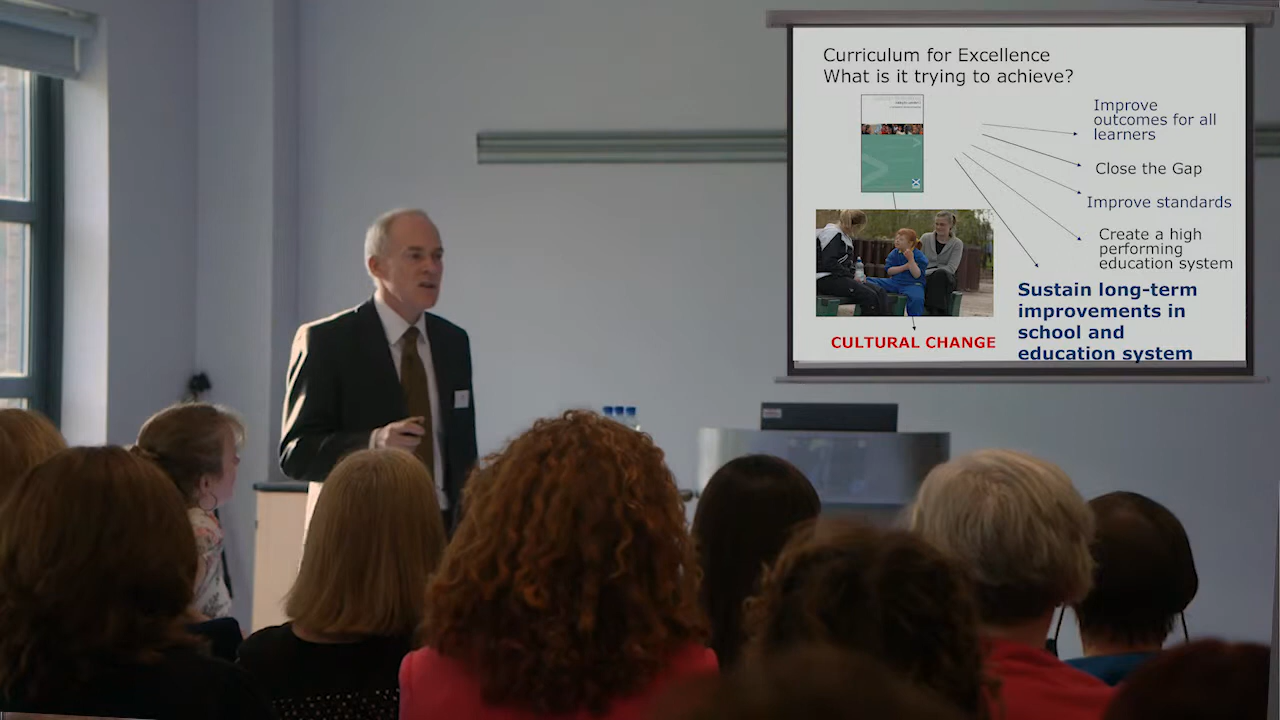 Curriculum for Excellence
What is it trying to achieve?
Improve
outcomes for all
learners
Close the Gap
Improve standards
Create a high
performing
education system
Sustain long-term
improvements in
school and
education system
CULTURAL CHANGE